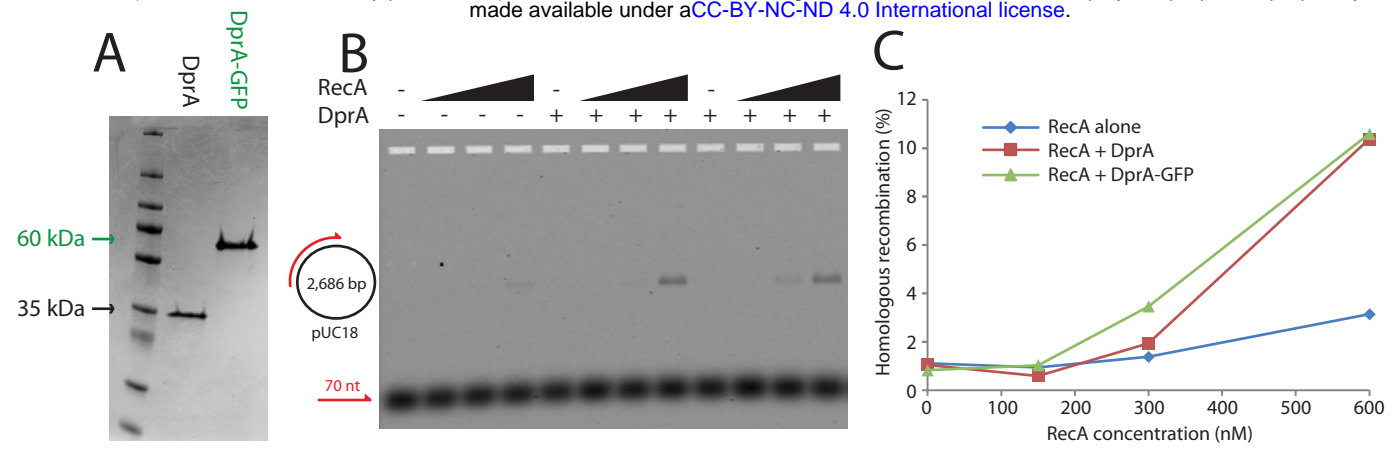 made available under aCC-BY-NC-ND 4.0 International license.
A
DprA
DprA-GFP
60 kDa
35 kDa
B
RecA - -  -
DprA - - - - + + + + + + + +
2,686 bp
pUC18
70 nt
C
Homologous recombination (%)
12
10
8
6
4
2
0
RecA alone
RecA + DprA
RecA + DprA-GFP
0 100 200 300 400 500 600
RecA concentration (nM)